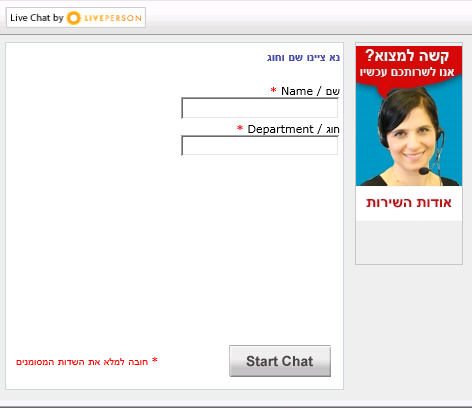 Live Chat by LIVEPERSON
נא ציינו שם וחוג
שם / Name *
חוג / Department *
* חובה למלא את השדות המסומנים
Start Chat
קשה למצוא?
אנו לשרותכם עכשיו
אודות השירות